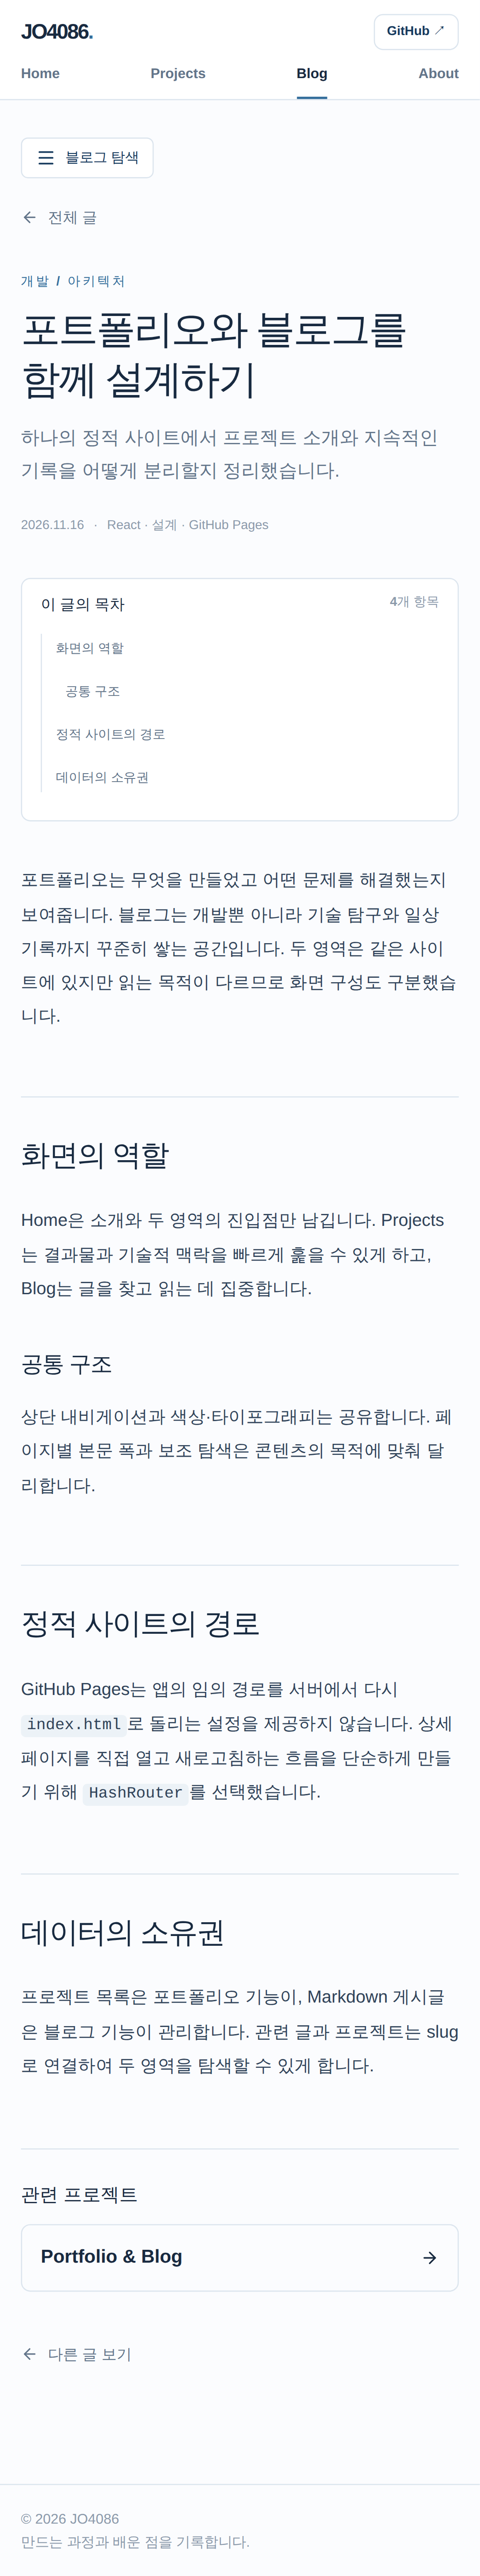 JO4086.
GitHub ↗
Home Projects Blog About
블로그 탐색
← 전체 글
개발 / 아키텍처
포트폴리오와 블로그를
함께 설계하기
하나의 정적 사이트에서 프로젝트 소개와 지속적인
기록을 어떻게 분리할지 정리했습니다.
2026.11.16 · React · 설계 · GitHub Pages
이 글의 목차
4개 항목
화면의 역할
공통 구조
정적 사이트의 경로
데이터의 소유권
포트폴리오는 무엇을 만들었고 어떤 문제를 해결했는지
보여줍니다. 블로그는 개발뿐 아니라 기술 탐구와 일상
기록까지 꾸준히 쌓는 공간입니다. 두 영역은 같은 사이
트에 있지만 읽는 목적이 다르므로 화면 구성도 구분했습
니다.
화면의 역할
Home은 소개와 두 영역의 진입점만 남깁니다. Projects
는 결과물과 기술적 맥락을 빠르게 훑을 수 있게 하고,
Blog는 글을 찾고 읽는 데 집중합니다.
공통 구조
상단 내비게이션과 색상·타이포그래피는 공유합니다. 페
이지별 본문 폭과 보조 탐색은 콘텐츠의 목적에 맞춰 달
리합니다.
정적 사이트의 경로
GitHub Pages는 앱의 임의 경로를 서버에서 다시
index.html로 돌리는 설정을 제공하지 않습니다. 상세
페이지를 직접 열고 새로고침하는 흐름을 단순하게 만들
기 위해 HashRouter를 선택했습니다.
데이터의 소유권
프로젝트 목록은 포트폴리오 기능이, Markdown 게시글
은 블로그 기능이 관리합니다. 관련 글과 프로젝트는 slug
로 연결하여 두 영역을 탐색할 수 있게 합니다.
관련 프로젝트
Portfolio & Blog →
← 다른 글 보기
© 2026 JO4086
만드는 과정과 배운 점을 기록합니다.